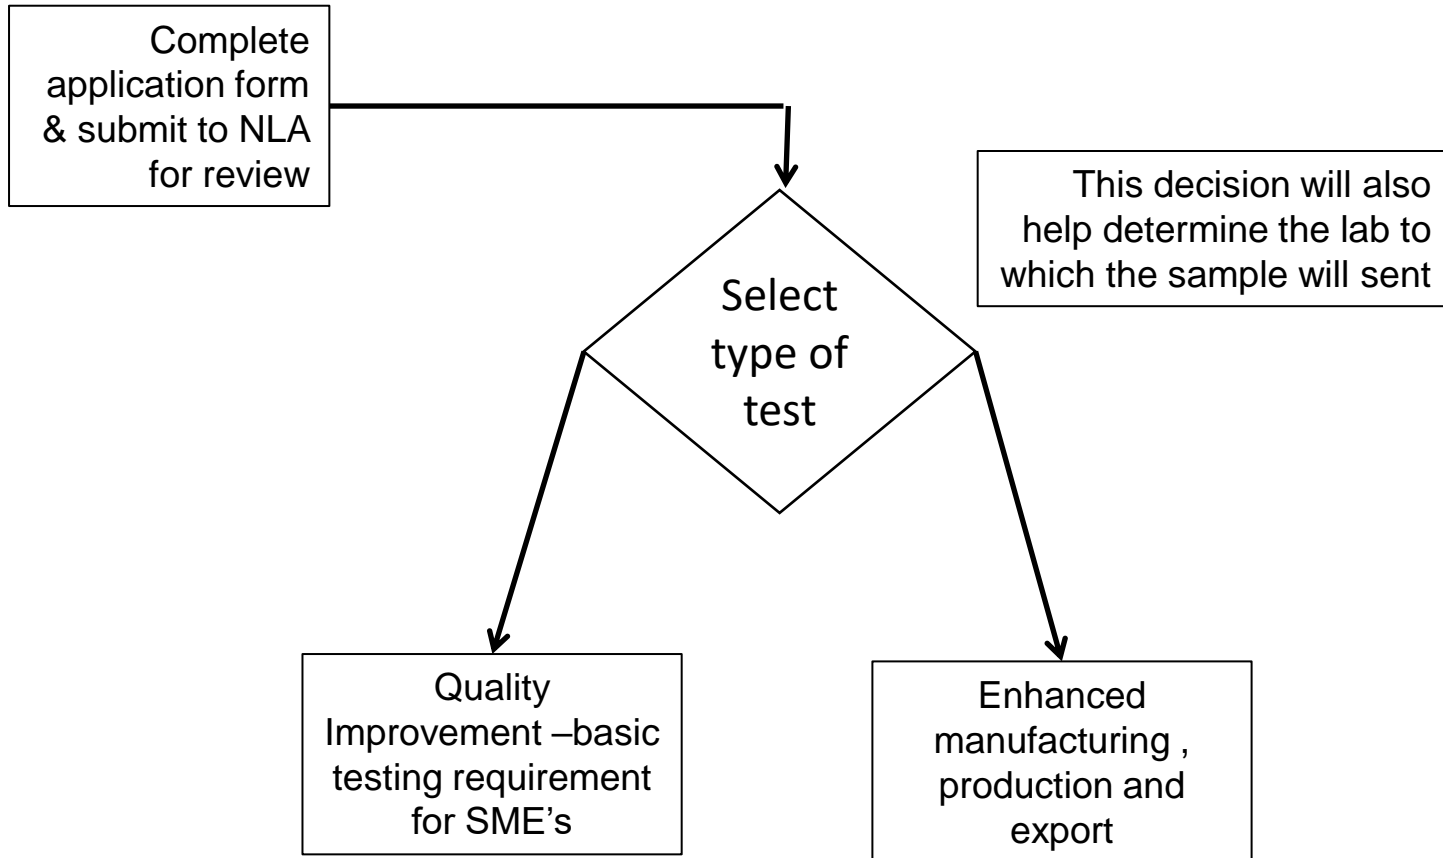 Complete
application form
& submit to NLA
for review
This decision will also
help determine the lab to
which the sample will sent
Select
type of
test
Quality
Improvement –basic
testing requirement
for SME’s
Enhanced
manufacturing ,
production and
export